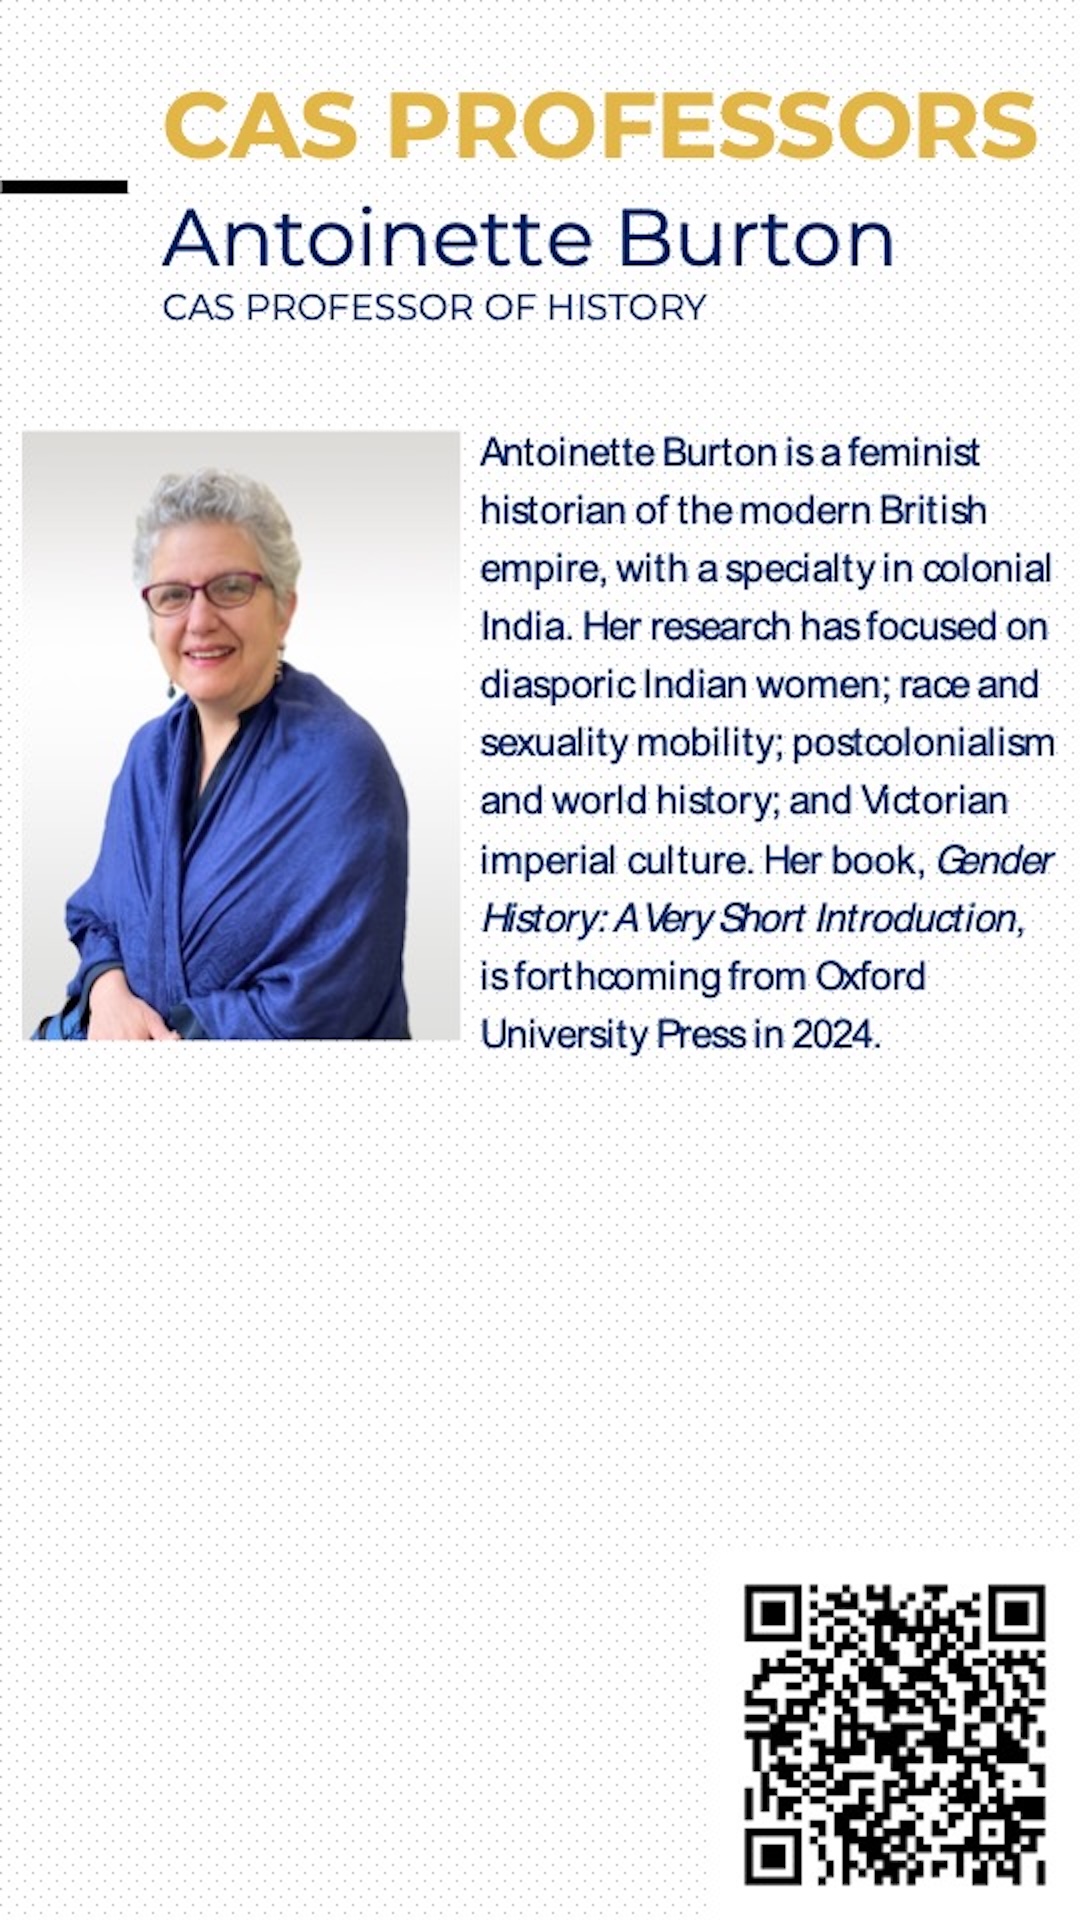 CAS PROFESSORS
Antoinette Burton
CAS PROFESSOR OF HISTORY
Antoinette Burton is a feminist
historian of the modern British
empire, with a specialty in colonial
India. Her research has focused on
diasporic Indian women; race and
sexuality mobility; postcolonialism
and world history; and Victorian
imperial culture. Her book, Gender
History: A Very Short Introduction,
is forthcoming from Oxford
University Press in 2024.